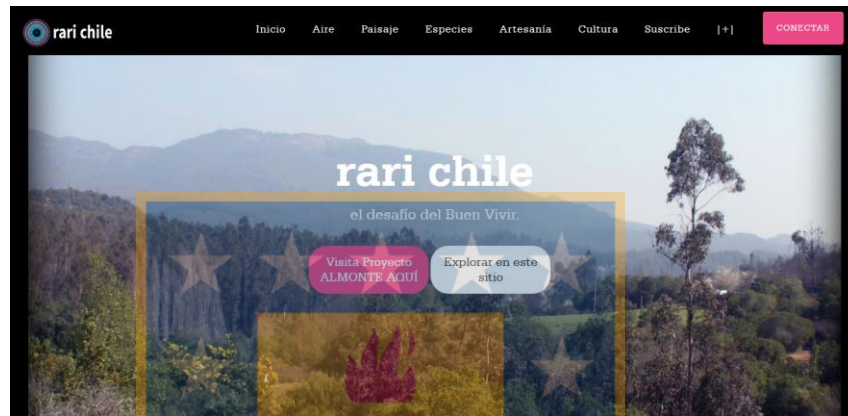 rari chile
Inicio Aire Paisaje Especies Artesanía Cultura Suscribe [+] CONECTAR
rari chile
el desafío del Buen Vivir.
Visita Proyecto
ALMONTE AQUÍ
Explorar en este
sitio